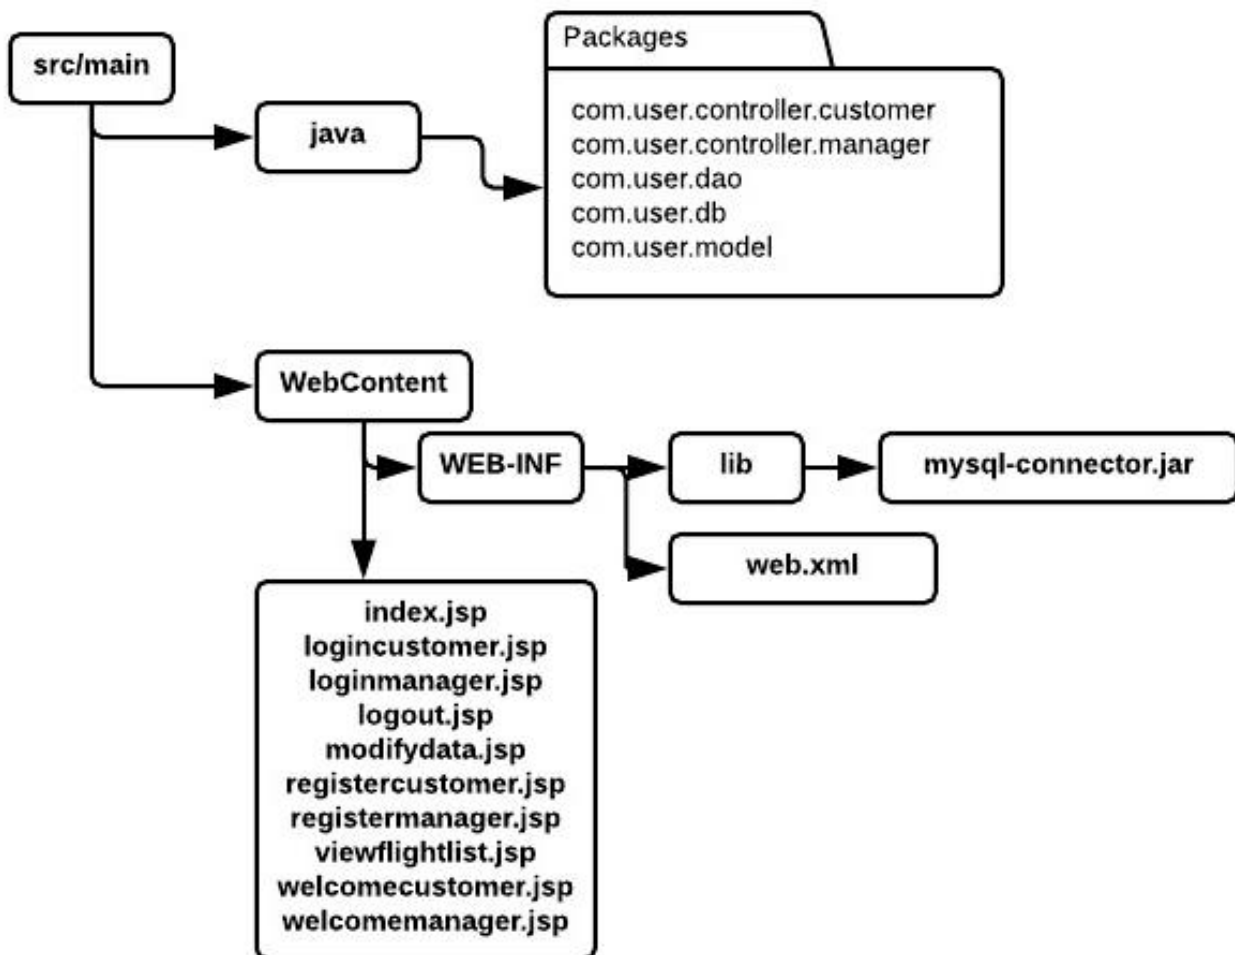 src/main
java
Packages
com.user.controller.customer
com.user.controller.manager
com.user.dao
com.user.db
com.user.model
WebContent
WEB-INF
lib
mysql-connector.jar
web.xml
index.jsp
logincustomer.jsp
loginmanager.jsp
logout.jsp
modifydata.jsp
registercustomer.jsp
registermanager.jsp
viewflightlist.jsp
welcomecustomer.jsp
welcomemanager.jsp